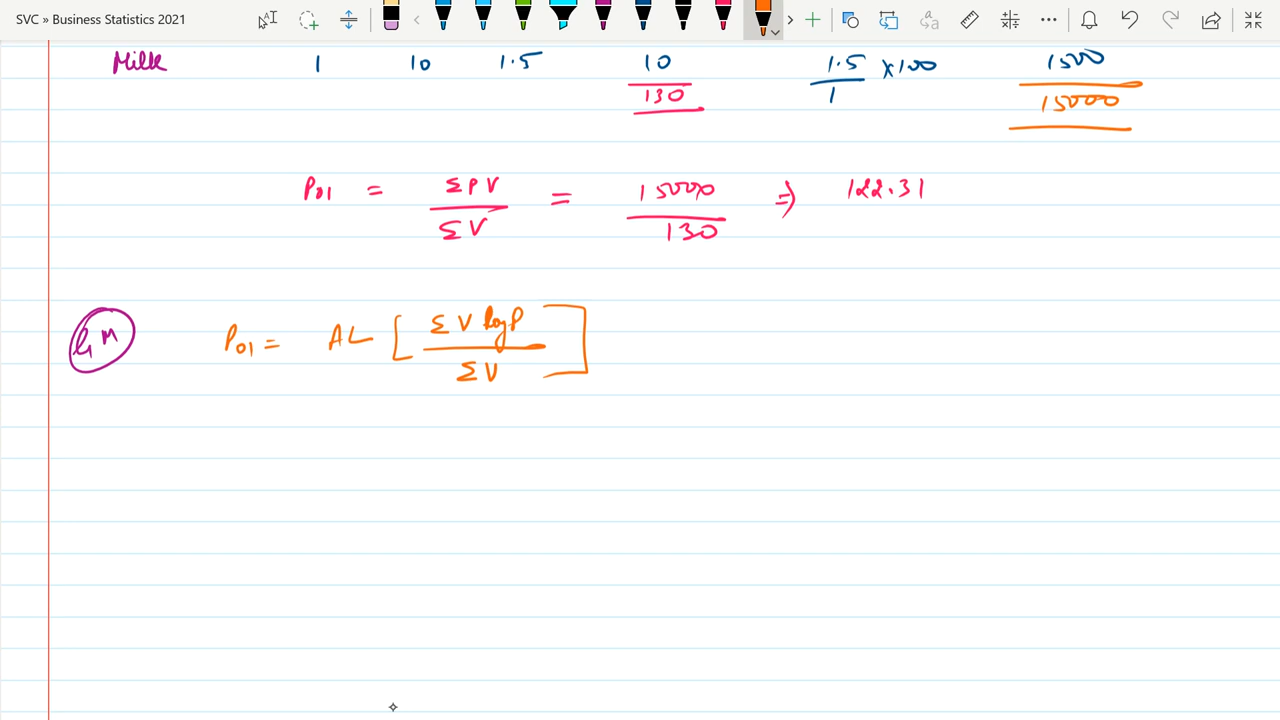 SVC » Business Statistics 2021
Milk 1 10 1.5 10 1.5/1 ×100 1500
130 15000
P01 = ΣPV/ΣV = 15000/130 ⇒ 122.31
GM P01 = AL [ΣV log P/ΣV]